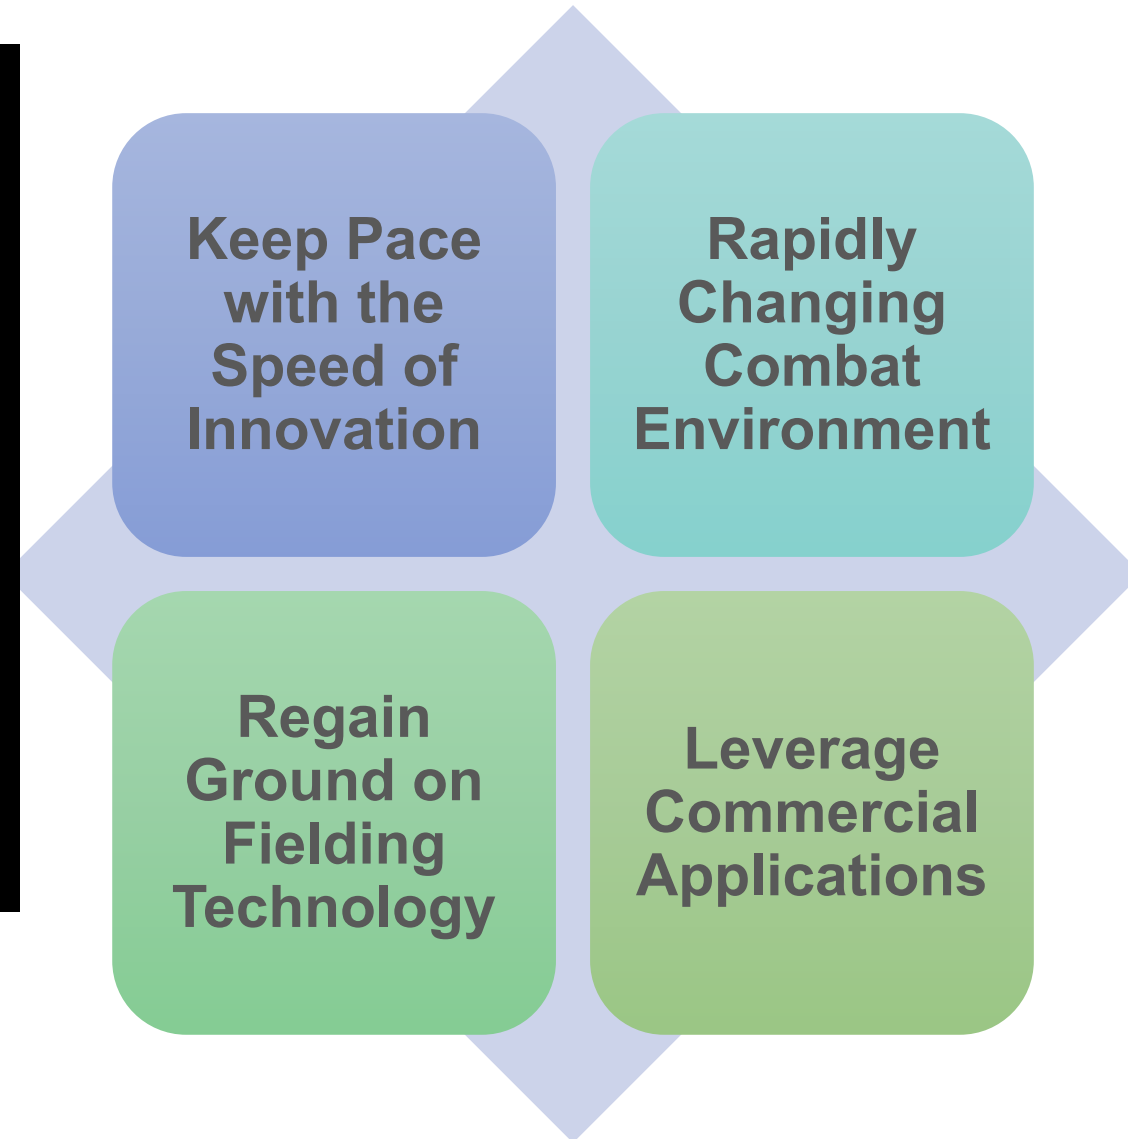 Keep Pace
with the
Speed of
Innovation
Rapidly
Changing
Combat
Environment
Regain
Ground on
Fielding
Technology
Leverage
Commercial
Applications